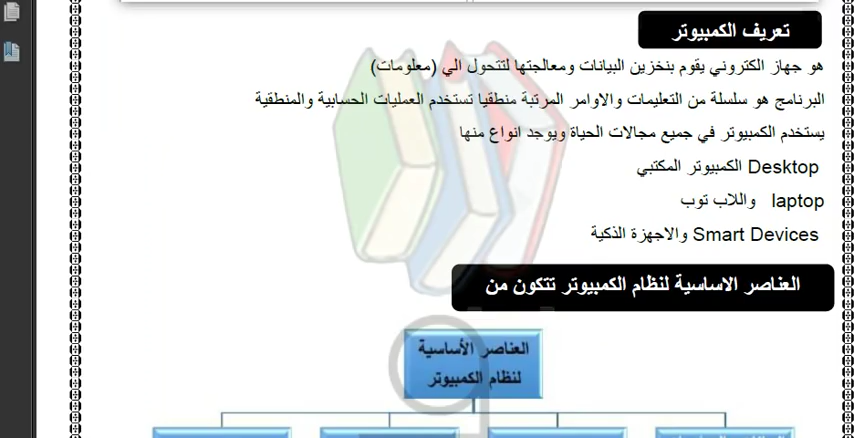 تعريف الكمبيوتر
هو جهاز الكتروني يقوم بنخزين البيانات ومعالجتها لتتحول الي (معلومات)
البرنامج هو سلسلة من التعليمات والاوامر المرتبة منطقيا تستخدم العمليات الحسابية والمنطقية
يستخدم الكمبيوتر في جميع مجالات الحياة ويوجد انواع منها
Desktop الكمبيوتر المكتبي
laptop واللاب توب
Smart Devices والاجهزة الذكية
العناصر الاساسية لنظام الكمبيوتر تتكون من
العناصر الأساسية
لنظام الكمبيوتر